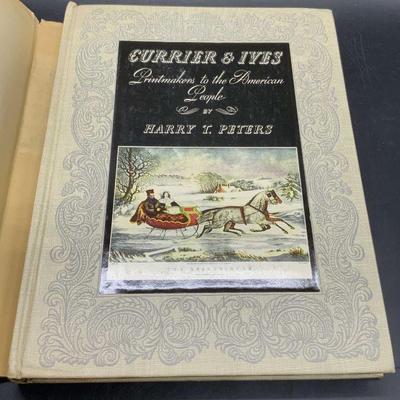 CURRIER & IVES
Printmakers to the American
People
BY
HARRY T. PETERS